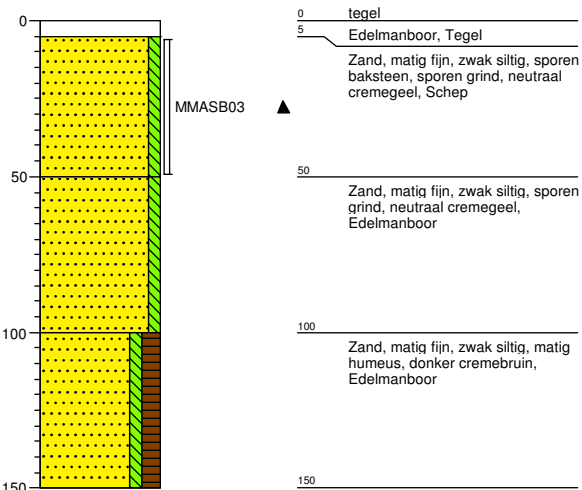 0
50
100
150
MMASB03
0 tegel
5 Edelmanboor, Tegel
Zand, matig fijn, zwak siltig, sporen
baksteen, sporen grind, neutraal
cremegeel, Schep
50
Zand, matig fijn, zwak siltig, sporen
grind, neutraal cremegeel,
Edelmanboor
100
Zand, matig fijn, zwak siltig, matig
humeus, donker cremebruin,
Edelmanboor
150